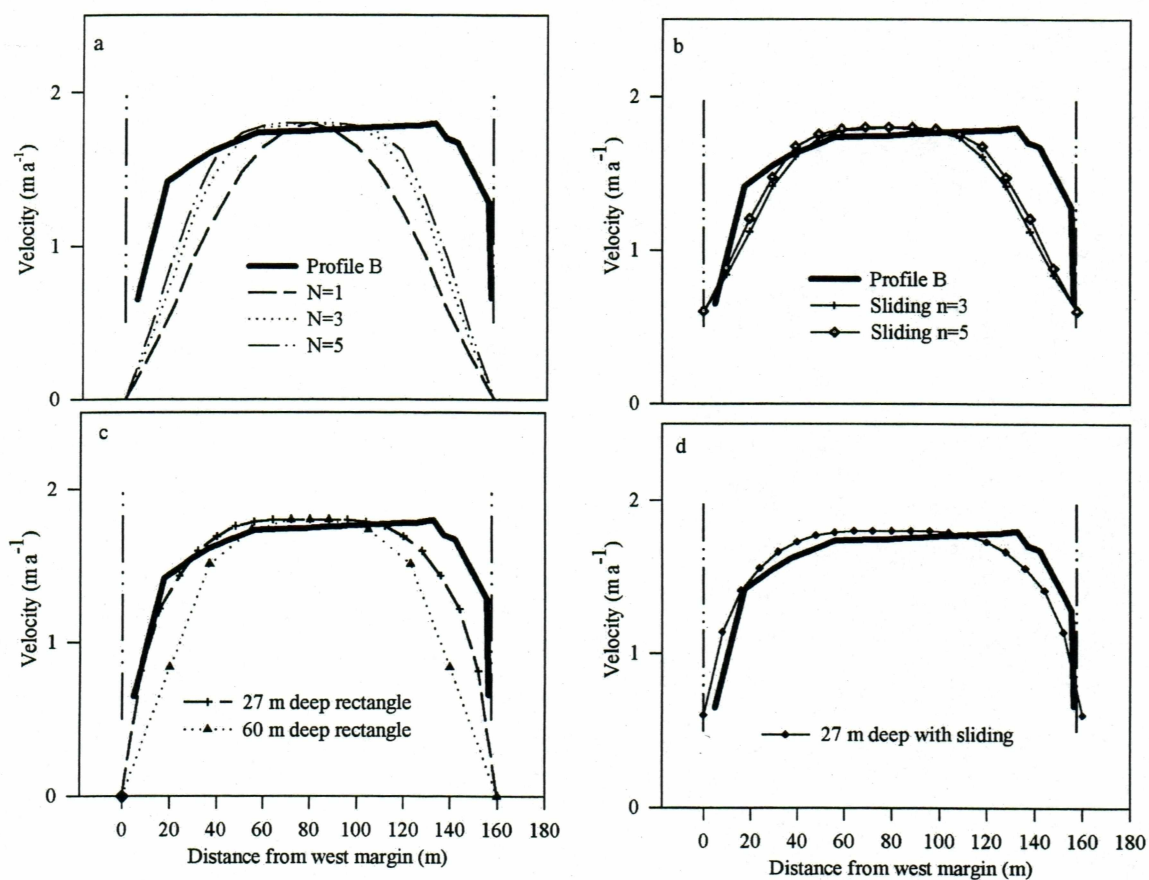 a
2
1
0
Velocity (m a⁻¹)
Profile B
N=1
N=3
N=5
b
2
1
0
Velocity (m a⁻¹)
Profile B
Sliding n=3
Sliding n=5
c
2
1
0
Velocity (m a⁻¹)
27 m deep rectangle
60 m deep rectangle
0 20 40 60 80 100 120 140 160 180
Distance from west margin (m)
d
2
1
0
Velocity (m a⁻¹)
27 m deep with sliding
0 20 40 60 80 100 120 140 160 180
Distance from west margin (m)